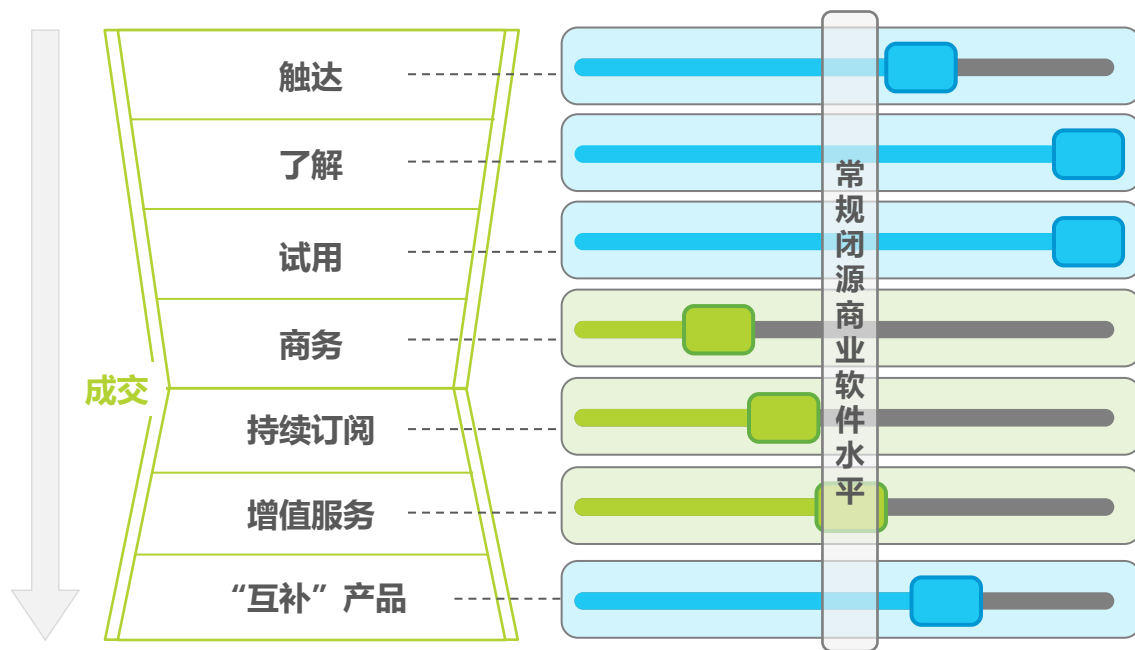 触达
了解
试用
商务
成交
持续订阅
增值服务
“互补”产品
常规闭源商业软件水平